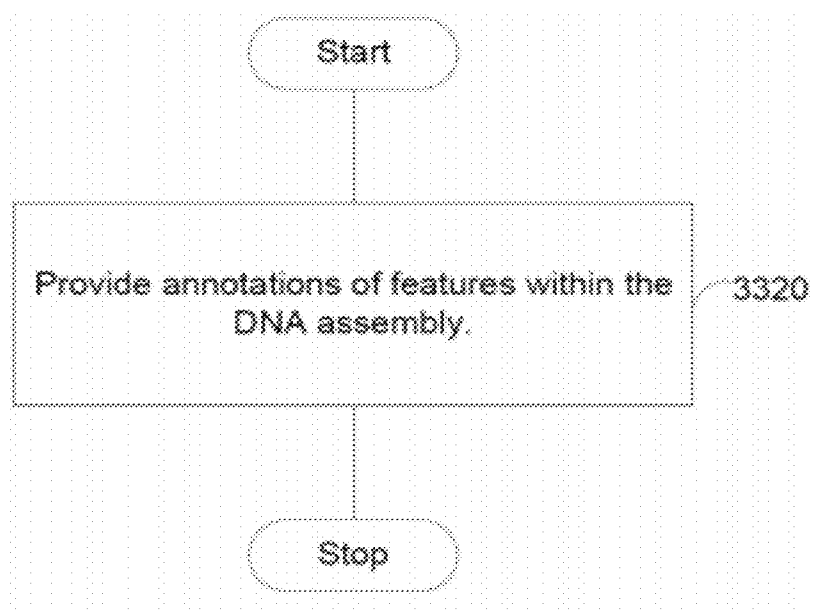 Start
Provide annotations of features within the
DNA assembly.
3320
Stop